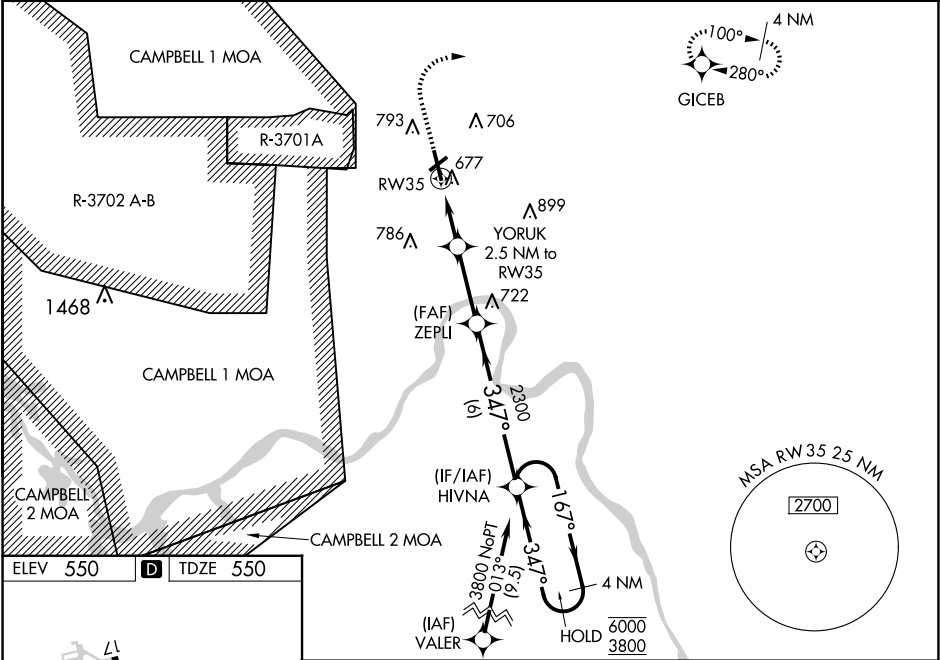 CAMPBELL 1 MOA
R-3701A
R-3702 A-B
1468
CAMPBELL 1 MOA
CAMPBELL
2 MOA
CAMPBELL 2 MOA
793
706
677
RW35
899
786
YORUK
2.5 NM to
RW35
722
(FAF)
ZEPLI
2300
347°
(6)
(IF/IAF)
HIVNA
167°
347°
4 NM
3800 NoPT
013°
(9.5)
(IAF)
VALER
HOLD
6000
3800
100°
4 NM
280°
GICEB
MSA RW35 25 NM
2700
ELEV 550 D TDZE 550
17